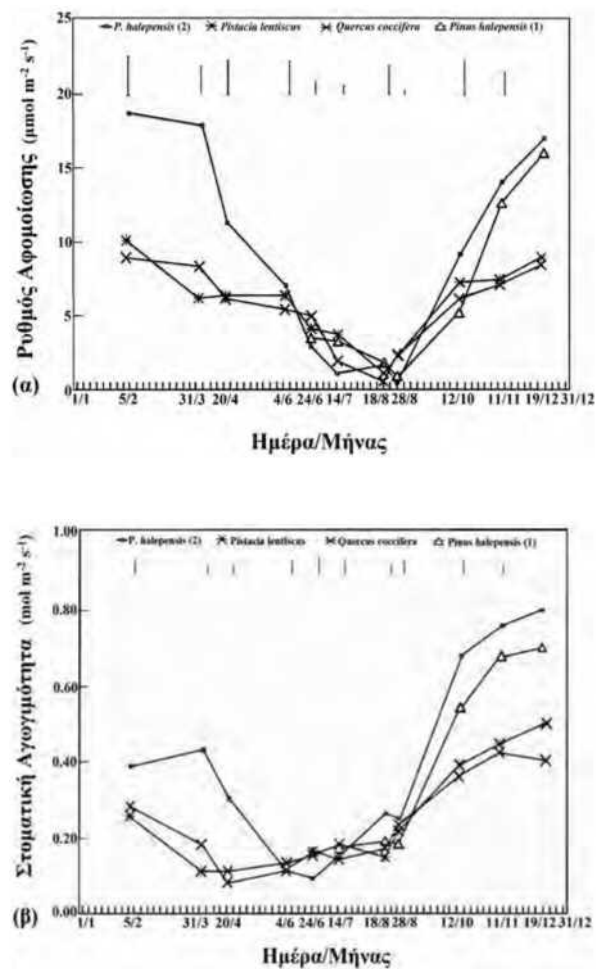 25
P. halepensis (2) Pistacia lentiscus Quercus coccifera Pinus halepensis (1)
20
15
10
5
0
Ρυθμός Αφομοίωσης (μmol m⁻² s⁻¹)
(α)
1/1 5/2 31/3 20/4 4/6 24/6 14/7 18/8 28/8 12/10 11/11 19/12 31/12
Ημέρα/Μήνας
1.00
P. halepensis (2) Pistacia lentiscus Quercus coccifera Pinus halepensis (1)
0.80
0.60
0.40
0.20
0.00
Στοματική Αγωγιμότητα (mol m⁻² s⁻¹)
(β)
1/1 5/2 31/3 20/4 4/6 24/6 14/7 18/8 28/8 12/10 11/11 19/12 31/12
Ημέρα/Μήνας